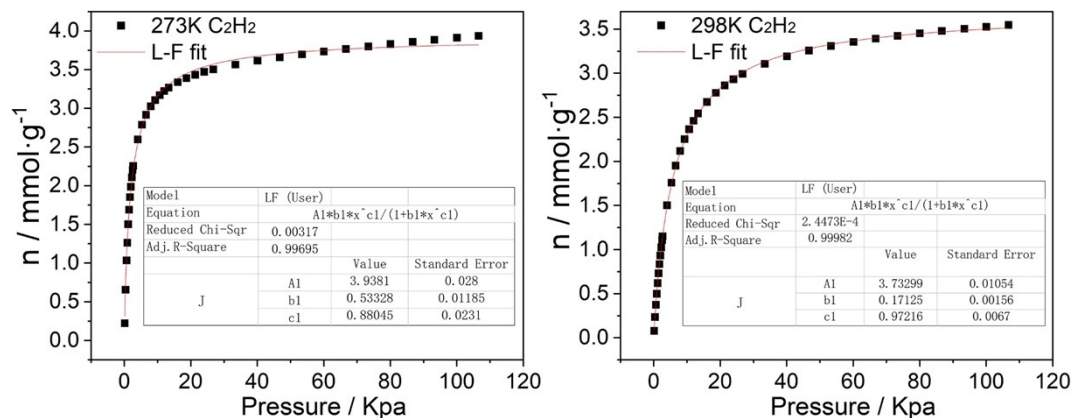 273K C2H2
L-F fit
n / mmol·g-1
4.0
3.5
3.0
2.5
2.0
1.5
1.0
0.5
0.0
Model LF (User)
Equation A1*b1*x^c1/(1+b1*x^c1)
Reduced Chi-Sqr 0.00317
Adj.R-Square 0.99695
Value Standard Error
J
A1 3.9381 0.028
b1 0.53328 0.01185
c1 0.88045 0.0231
0 20 40 60 80 100 120
Pressure / Kpa
298K C2H2
L-F fit
n / mmol·g-1
3.5
3.0
2.5
2.0
1.5
1.0
0.5
0.0
Model LF (User)
Equation A1*b1*x^c1/(1+b1*x^c1)
Reduced Chi-Sqr 2.4473E-4
Adj.R-Square 0.99982
Value Standard Error
J
A1 3.73299 0.01054
b1 0.17125 0.00156
c1 0.97216 0.0067
0 20 40 60 80 100 120
Pressure / Kpa